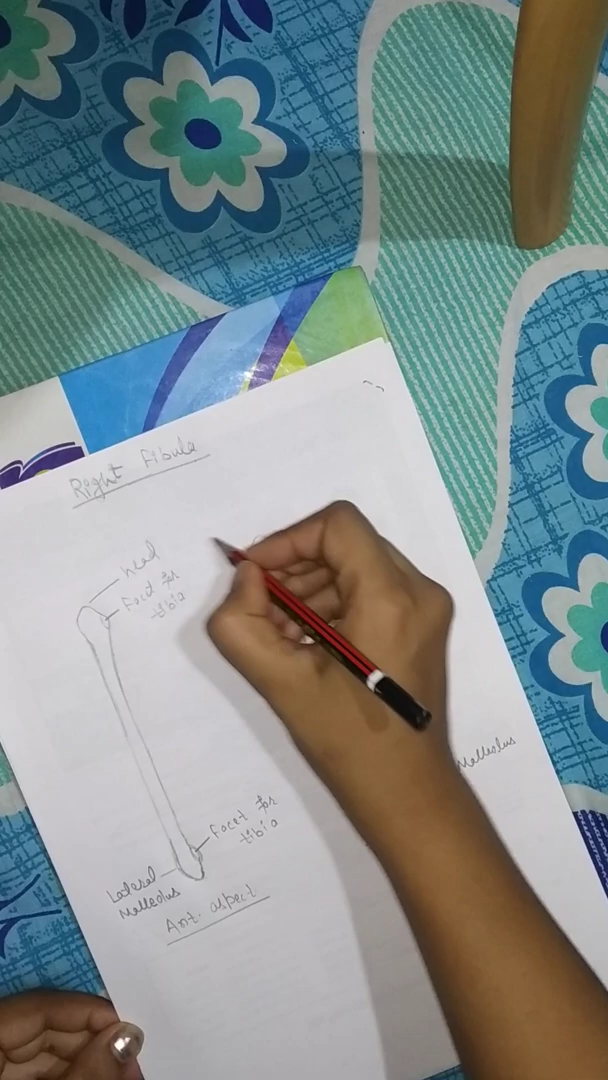 Right Fibula
head
Facet for
tibia
Facet for
tibia
Lateral
Malleolus
Ant. aspect
Malleolus